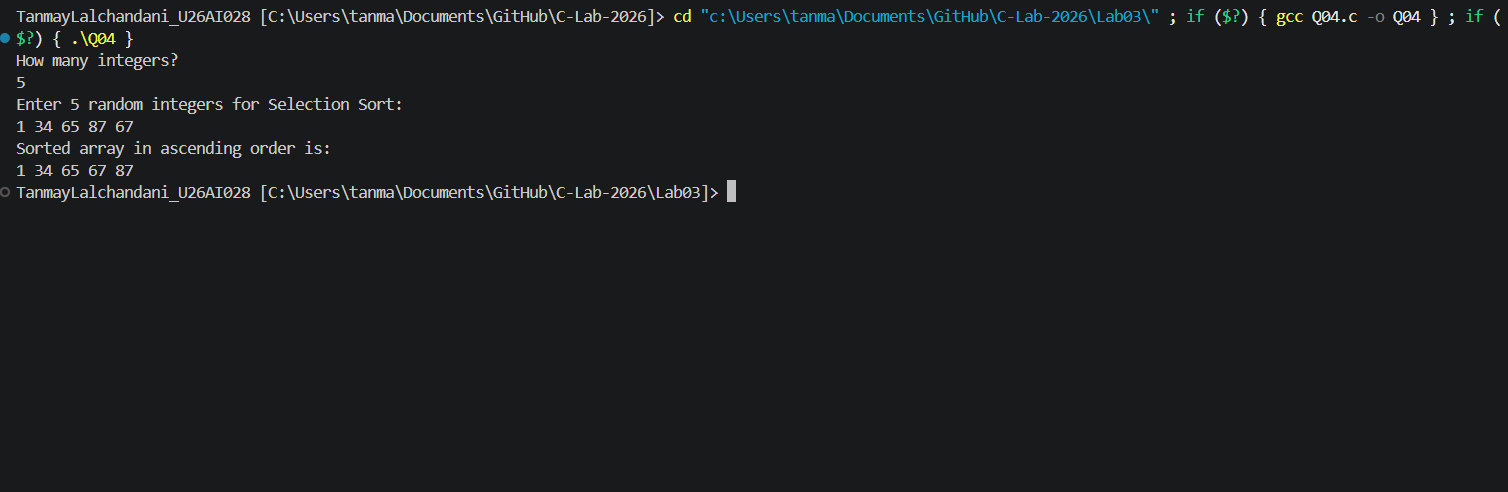 TanmayLalchandani_U26AI028 [C:\Users\tanma\Documents\GitHub\C-Lab-2026]> cd "c:\Users\tanma\Documents\GitHub\C-Lab-2026\Lab03\" ; if ($?) { gcc Q04.c -o Q04 } ; if (
$?) { .\Q04 }
How many integers?
5
Enter 5 random integers for Selection Sort:
1 34 65 87 67
Sorted array in ascending order is:
1 34 65 67 87
TanmayLalchandani_U26AI028 [C:\Users\tanma\Documents\GitHub\C-Lab-2026\Lab03]>